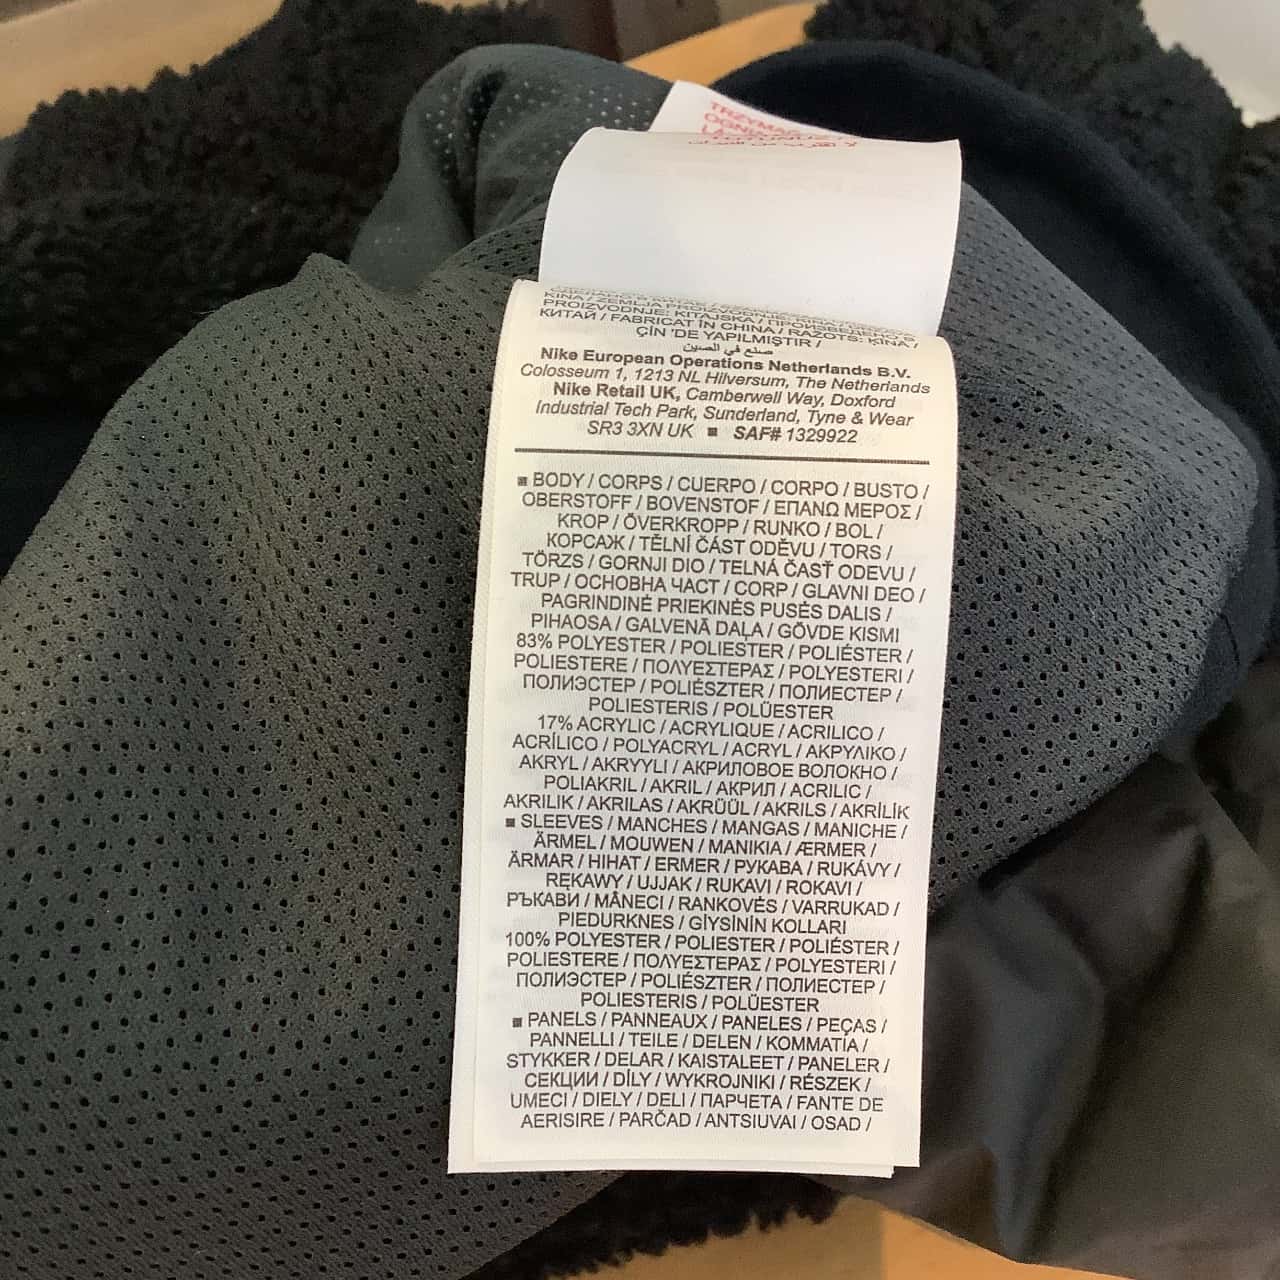 TRZYMAĆ
OGNIA
KINA / ZEMLJA
PROIZVODNJE: KITAJSKA / ПРОИЗВЕДЕНО В
КИТАЙ / FABRICAT ÎN CHINA / RAZOTS: ĶĪNA /
ÇİN 'DE YAPILMIŞTIR /
صنع في الصين
Nike European Operations Netherlands B.V.
Colosseum 1, 1213 NL Hilversum, The Netherlands
Nike Retail UK, Camberwell Way, Doxford
Industrial Tech Park, Sunderland, Tyne & Wear
SR3 3XN UK ■ SAF# 1329922
■ BODY / CORPS / CUERPO / CORPO / BUSTO /
OBERSTOFF / BOVENSTOF / ΕΠΑΝΩ ΜΕΡΟΣ /
KROP / ÖVERKROPP / RUNKO / BOL /
КОРСАЖ / TĚLNÍ ČÁST ODĚVU / TORS /
TÖRZS / GORNJI DIO / TELNÁ ČASŤ ODEVU /
TRUP / ОСНОВНА ЧАСТ / CORP / GLAVNI DEO /
PAGRINDINĖ PRIEKINĖS PUSĖS DALIS /
PIHAOSA / GALVENĀ DAĻA / GÖVDE KISMI
83% POLYESTER / POLIESTER / POLIÉSTER /
POLIESTERE / ΠΟΛΥΕΣΤΕΡΑΣ / POLYESTERI /
ПОЛИЭСТЕР / POLIÉSZTER / ПОЛИЕСТЕР /
POLIESTERIS / POLÜESTER
17% ACRYLIC / ACRYLIQUE / ACRILICO /
ACRÍLICO / POLYACRYL / ACRYL / ΑΚΡΥΛΙΚΟ /
AKRYL / AKRYYLI / АКРИЛОВОЕ ВОЛОКНО /
POLIAKRIL / AKRIL / АКРИЛ / ACRILIC /
AKRILIK / AKRILAS / AKRÜÜL / AKRILS / AKRİLİK
■ SLEEVES / MANCHES / MANGAS / MANICHE /
ÄRMEL / MOUWEN / ΜΑΝΙΚΙΑ / ÆRMER /
ÄRMAR / HIHAT / ERMER / РУКАВА / RUKÁVY /
RĘKAWY / UJJAK / RUKAVI / ROKAVI /
РЪКАВИ / MÂNECI / RANKOVĖS / VARRUKAD /
PIEDURKNES / GİYSİNİN KOLLARI
100% POLYESTER / POLIESTER / POLIÉSTER /
POLIESTERE / ΠΟΛΥΕΣΤΕΡΑΣ / POLYESTERI /
ПОЛИЭСТЕР / POLIÉSZTER / ПОЛИЕСТЕР /
POLIESTERIS / POLÜESTER
■ PANELS / PANNEAUX / PANELES / PEÇAS /
PANNELLI / TEILE / DELEN / ΚΟΜΜΑΤΙΑ /
STYKKER / DELAR / KAISTALEET / PANELER /
СЕКЦИИ / DÍLY / WYKROJNIKI / RÉSZEK /
UMECI / DIELY / DELI / ПАРЧЕТА / FANTE DE
AERISIRE / PARČAD / ANTSIUVAI / OSAD /